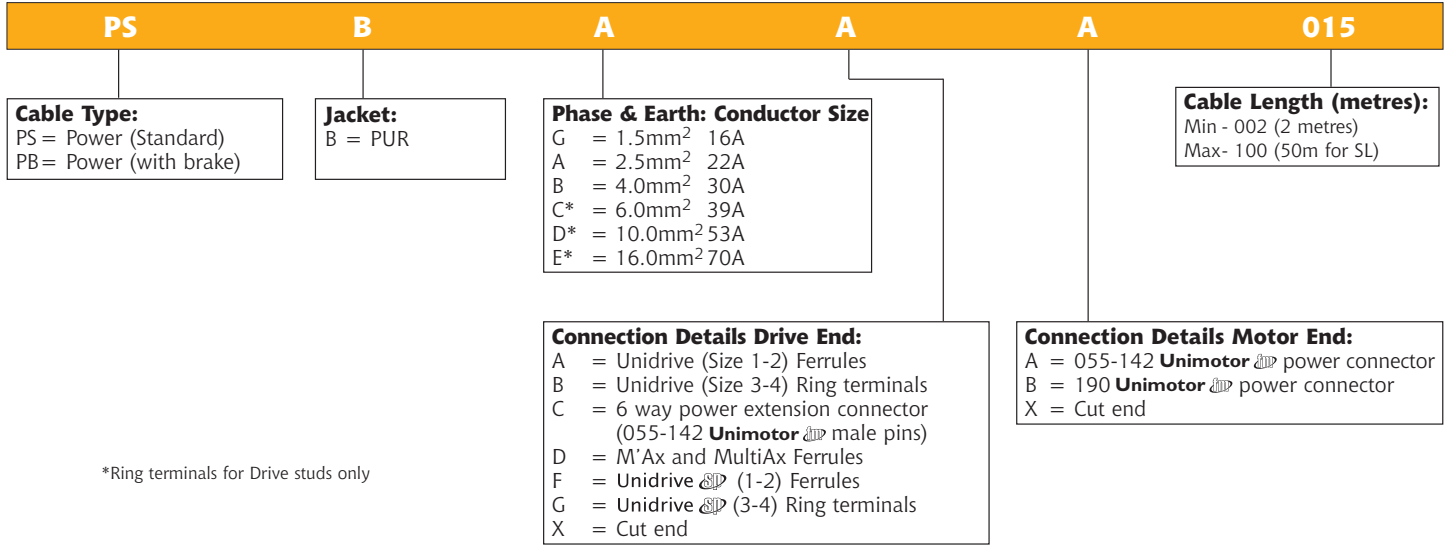 PS B A A A 015
Cable Type:
PS = Power (Standard)
PB = Power (with brake)
Jacket:
B = PUR
Phase & Earth: Conductor Size
G = 1.5mm² 16A
A = 2.5mm² 22A
B = 4.0mm² 30A
C* = 6.0mm² 39A
D* = 10.0mm² 53A
E* = 16.0mm² 70A
Cable Length (metres):
Min - 002 (2 metres)
Max- 100 (50m for SL)
Connection Details Drive End:
A = Unidrive (Size 1-2) Ferrules
B = Unidrive (Size 3-4) Ring terminals
C = 6 way power extension connector
(055-142 Unimotor male pins)
D = M'Ax and MultiAx Ferrules
F = Unidrive SP (1-2) Ferrules
G = Unidrive SP (3-4) Ring terminals
X = Cut end
Connection Details Motor End:
A = 055-142 Unimotor power connector
B = 190 Unimotor power connector
X = Cut end
*Ring terminals for Drive studs only